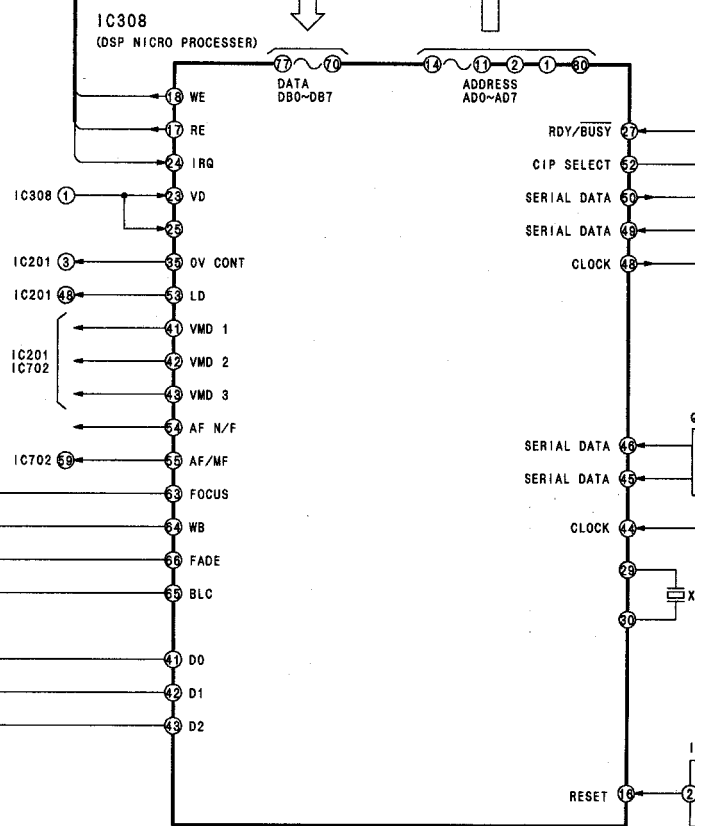 IC308
(DSP NICRO PROCESSER)
77 70
14 11 2 1 80
DATA
DB0~DB7
ADDRESS
AD0~AD7
18 WE
17 RE
24 IRQ
IC308 1 23 VD
25
IC201 3 35 OV CONT
IC201 48 53 LD
IC201
IC702
41 VMD 1
42 VMD 2
43 VMD 3
54 AF N/F
IC702 59 55 AF/MF
63 FOCUS
64 WB
66 FADE
65 BLC
41 D0
42 D1
43 D2
RDY/BUSY 27
CIP SELECT 52
SERIAL DATA 50
SERIAL DATA 49
CLOCK 48
SERIAL DATA 46
SERIAL DATA 45
CLOCK 44
29
X
30
RESET 16 2